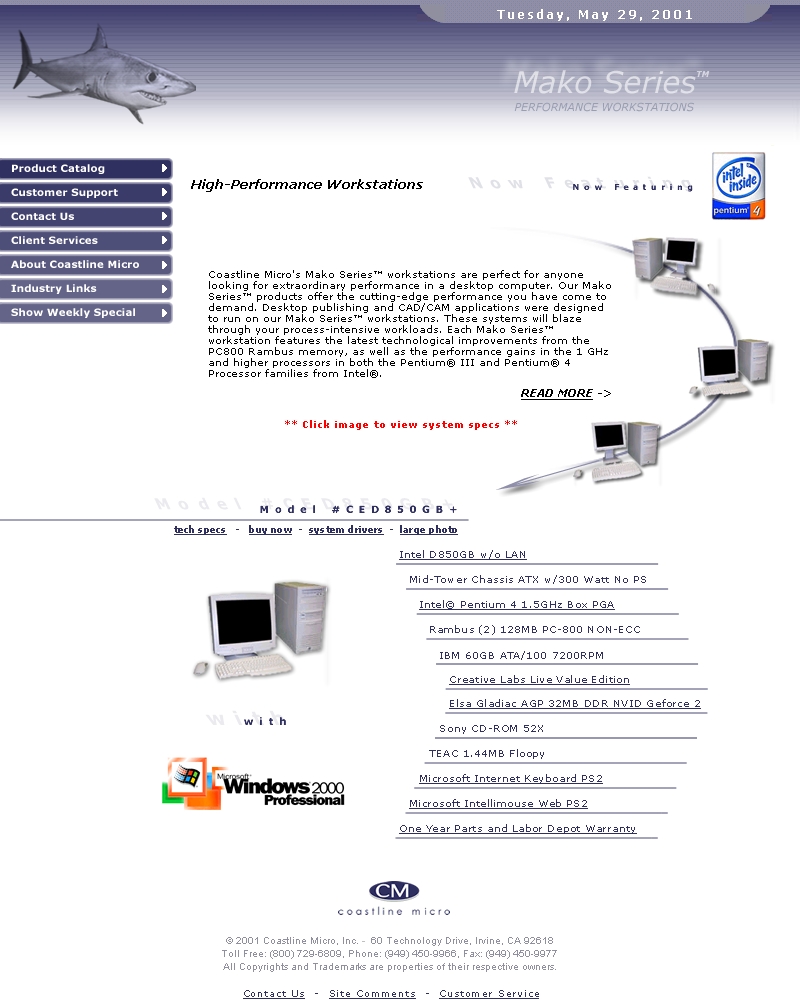 Tuesday, May 29, 2001
Mako Series™
PERFORMANCE WORKSTATIONS
Product Catalog
Customer Support
Contact Us
Client Services
About Coastline Micro
Industry Links
Show Weekly Special
High-Performance Workstations
Now Featuring
Now Featuring
intel inside
pentium 4
Coastline Micro's Mako Series™ workstations are perfect for anyone
looking for extraordinary performance in a desktop computer. Our Mako
Series™ products offer the cutting-edge performance you have come to
demand. Desktop publishing and CAD/CAM applications were designed
to run on our Mako Series™ workstations. These systems will blaze
through your process-intensive workloads. Each Mako Series™
workstation features the latest technological improvements from the
PC800 Rambus memory, as well as the performance gains in the 1 GHz
and higher processors in both the Pentium® III and Pentium® 4
Processor families from Intel®.
READ MORE ->
** Click image to view system specs **
Model #CED850GB+
Model #CED850GB+
tech specs - buy now - system drivers - large photo
Intel D850GB w/o LAN
Mid-Tower Chassis ATX w/300 Watt No PS
Intel® Pentium 4 1.5GHz Box PGA
Rambus (2) 128MB PC-800 NON-ECC
IBM 60GB ATA/100 7200RPM
Creative Labs Live Value Edition
Elsa Gladiac AGP 32MB DDR NVID Geforce 2
Sony CD-ROM 52X
TEAC 1.44MB Floopy
Microsoft Internet Keyboard PS2
Microsoft Intellimouse Web PS2
One Year Parts and Labor Depot Warranty
with
with
Microsoft
Windows 2000
Professional
CM
coastline micro
© 2001 Coastline Micro, Inc. - 60 Technology Drive, Irvine, CA 92618
Toll Free: (800) 729-6809, Phone: (949) 450-9966, Fax: (949) 450-9977
All Copyrights and Trademarks are properties of their respective owners.
Contact Us - Site Comments - Customer Service